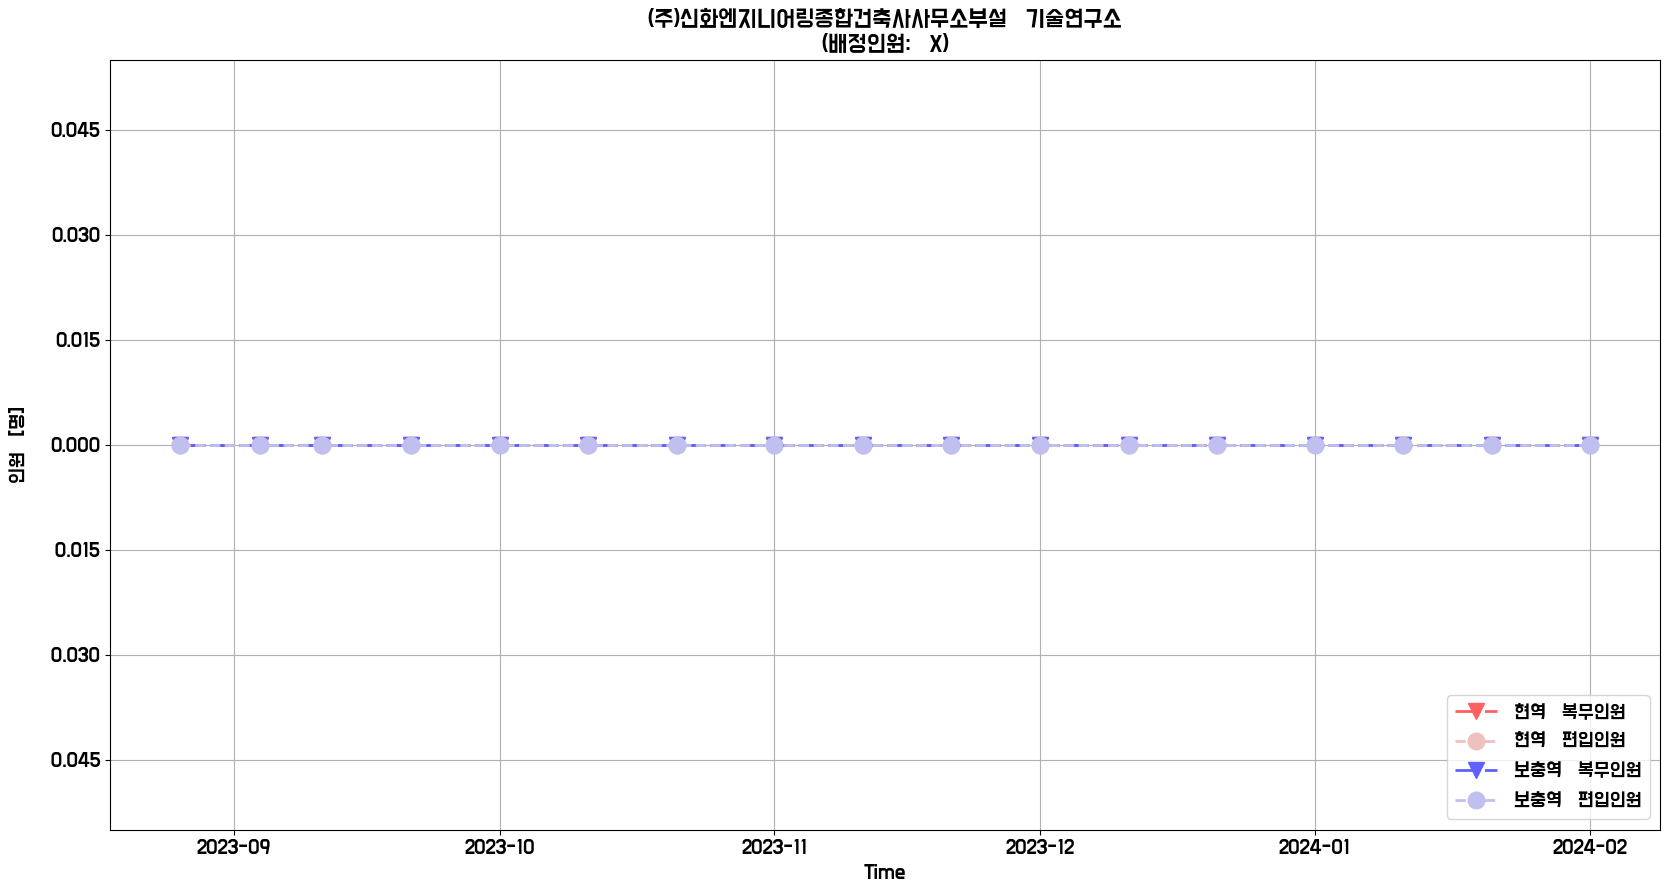 (주)신화엔지니어링종합건축사사무소부설 기술연구소
(배정인원: X)
0.045
0.030
0.015
0.000
0.015
0.030
0.045
인원 [명]
2023-09
2023-10
2023-11
2023-12
2024-01
2024-02
Time
현역 복무인원
현역 편입인원
보충역 복무인원
보충역 편입인원